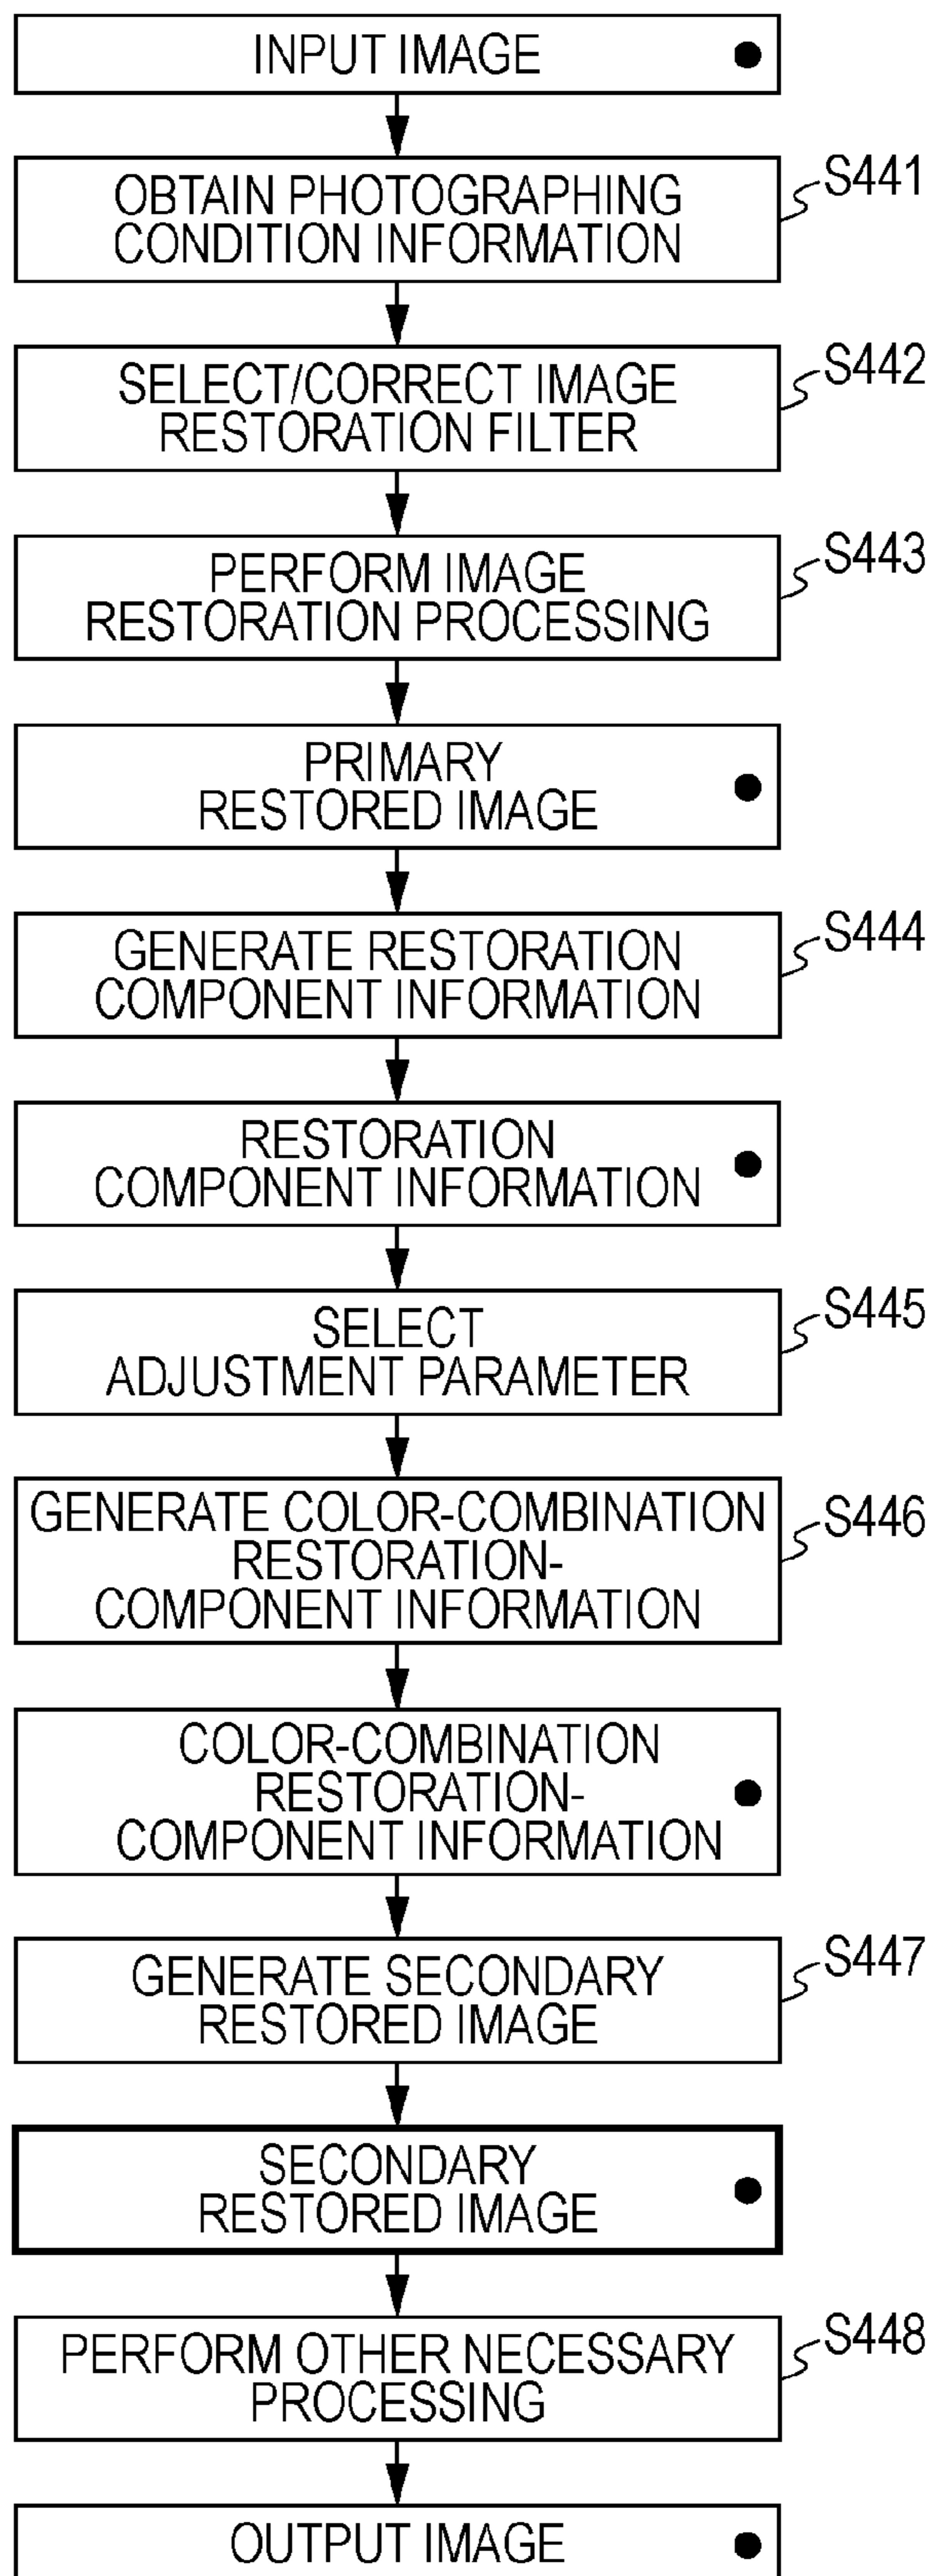 INPUT IMAGE
S441
OBTAIN PHOTOGRAPHING
CONDITION INFORMATION
S442
SELECT/CORRECT IMAGE
RESTORATION FILTER
S443
PERFORM IMAGE
RESTORATION PROCESSING
PRIMARY
RESTORED IMAGE
S444
GENERATE RESTORATION
COMPONENT INFORMATION
RESTORATION
COMPONENT INFORMATION
S445
SELECT
ADJUSTMENT PARAMETER
S446
GENERATE COLOR-COMBINATION
RESTORATION-
COMPONENT INFORMATION
COLOR-COMBINATION
RESTORATION-
COMPONENT INFORMATION
S447
GENERATE SECONDARY
RESTORED IMAGE
SECONDARY
RESTORED IMAGE
S448
PERFORM OTHER NECESSARY
PROCESSING
OUTPUT IMAGE